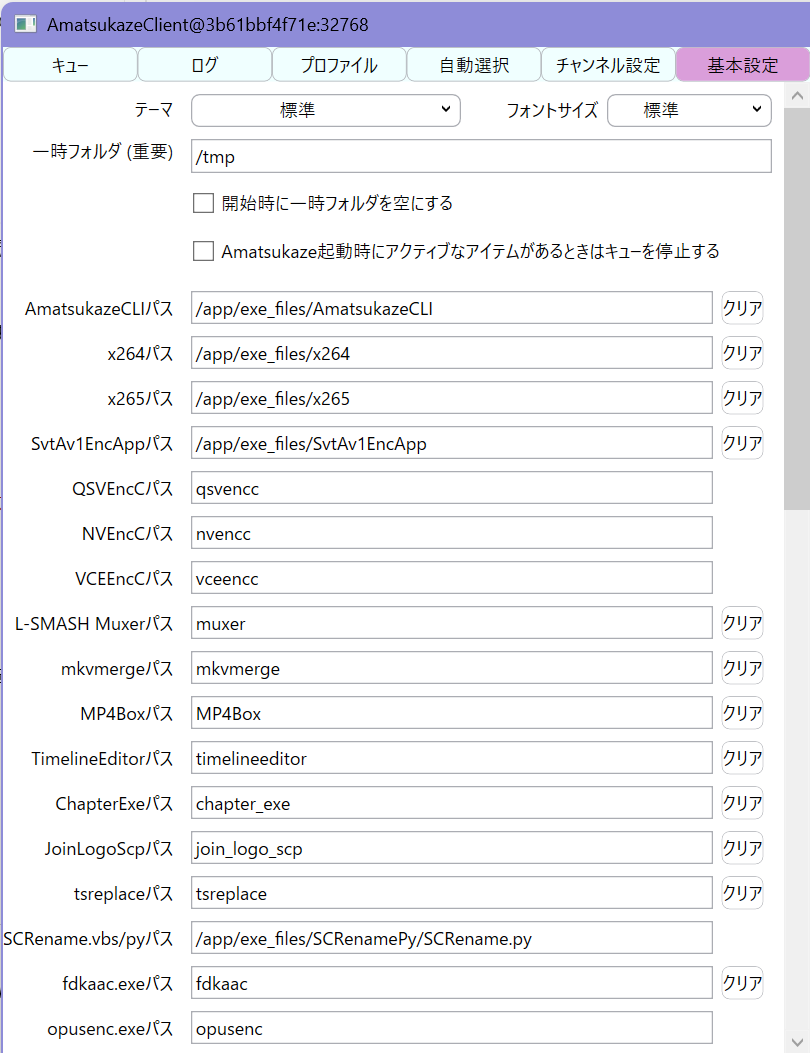 AmatsukazeClient@3b61bbf4f71e:32768
キュー ログ プロファイル 自動選択 チャンネル設定 基本設定
テーマ 標準 フォントサイズ 標準
一時フォルダ (重要) /tmp
開始時に一時フォルダを空にする
Amatsukaze起動時にアクティブなアイテムがあるときはキューを停止する
AmatsukazeCLIパス /app/exe_files/AmatsukazeCLI クリア
x264パス /app/exe_files/x264 クリア
x265パス /app/exe_files/x265 クリア
SvtAv1EncAppパス /app/exe_files/SvtAv1EncApp クリア
QSVEncCパス qsvencc
NVEncCパス nvencc
VCEEncCパス vceencc
L-SMASH Muxerパス muxer クリア
mkvmergeパス mkvmerge クリア
MP4Boxパス MP4Box クリア
TimelineEditorパス timelineeditor クリア
ChapterExeパス chapter_exe クリア
JoinLogoScpパス join_logo_scp クリア
tsreplaceパス tsreplace クリア
SCRename.vbs/pyパス /app/exe_files/SCRenamePy/SCRename.py
fdkaac.exeパス fdkaac クリア
opusenc.exeパス opusenc